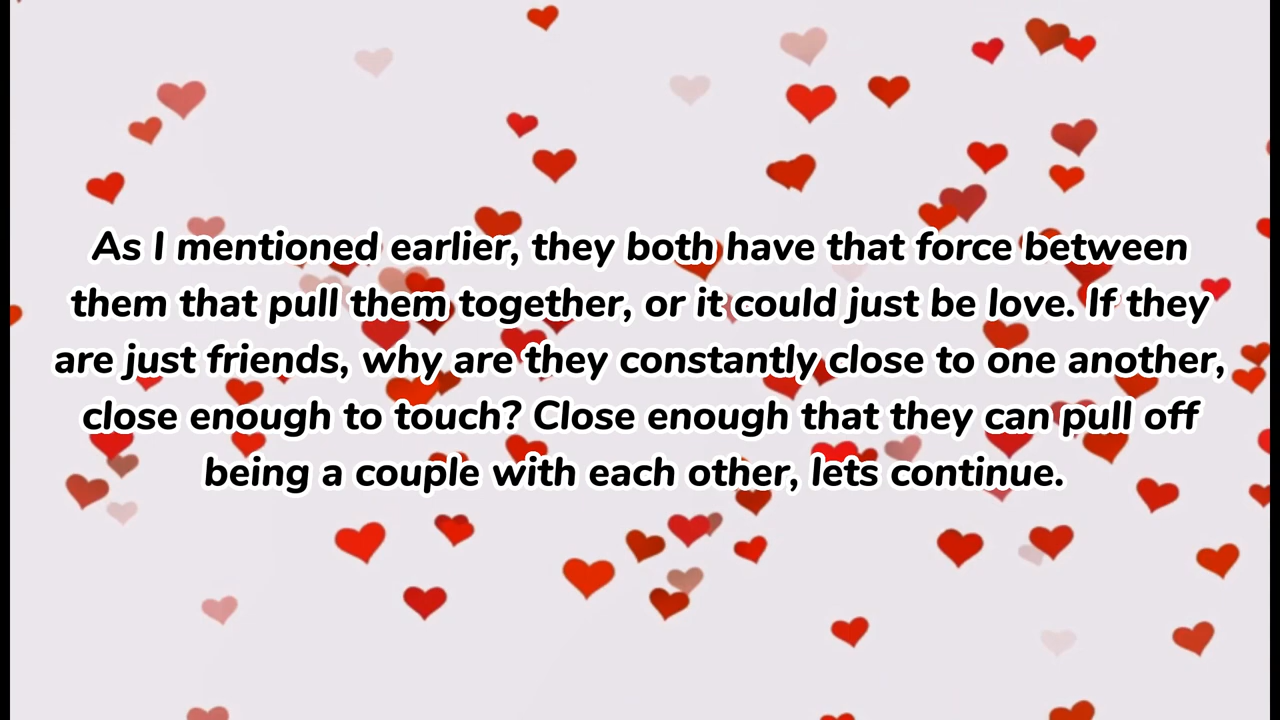 As I mentioned earlier, they both have that force between
them that pull them together, or it could just be love. If they
are just friends, why are they constantly close to one another,
close enough to touch? Close enough that they can pull off
being a couple with each other, lets continue.